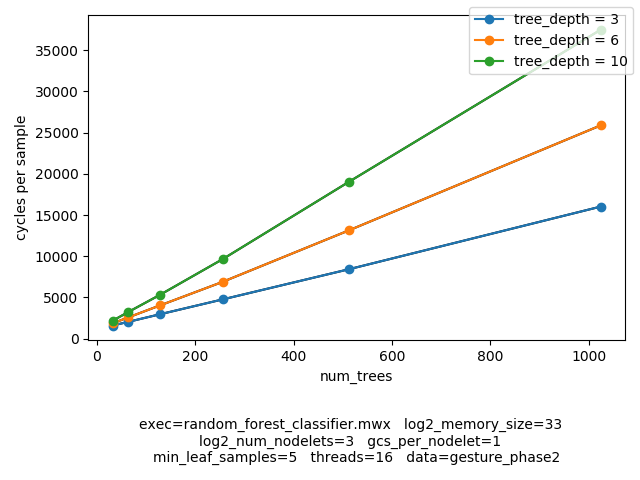 tree_depth = 3
tree_depth = 6
tree_depth = 10
35000
30000
25000
20000
15000
10000
5000
0
cycles per sample
0 200 400 600 800 1000
num_trees
exec=random_forest_classifier.mwx log2_memory_size=33
log2_num_nodelets=3 gcs_per_nodelet=1
min_leaf_samples=5 threads=16 data=gesture_phase2